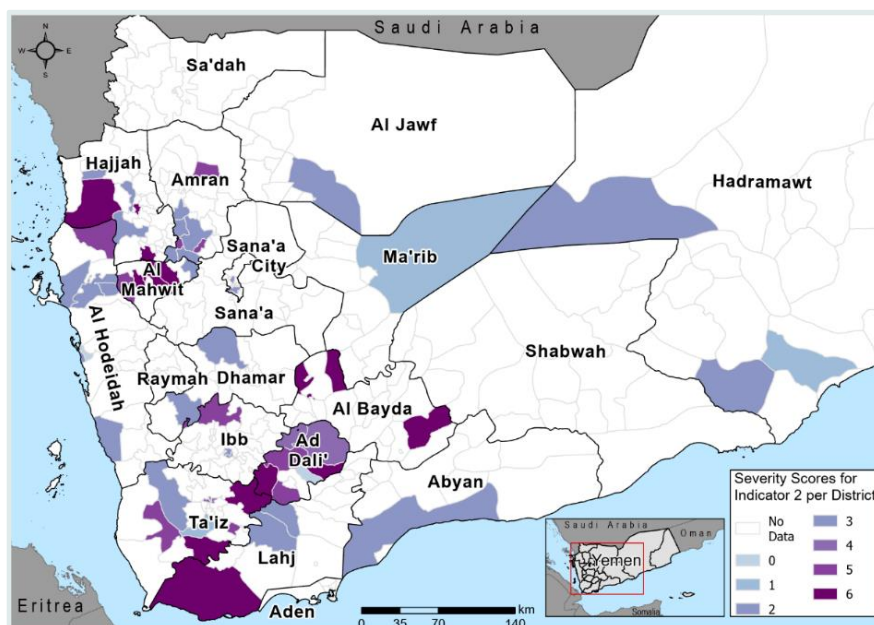 Saudi Arabia
N
W E
S
Sa'dah
Al Jawf
Hajjah
Amran
Hadramawt
Sana'a
City
Ma'rib
Al
Mahwit
Sana'a
Al Hodeidah
Shabwah
Raymah
Dhamar
Al Bayda
Ibb
Ad
Dali'
Abyan
Ta'iz
Lahj
Aden
Eritrea
km
0 35 70 140
Severity Scores for
Indicator 2 per District
No
Data
0
1
2
3
4
5
6
Saudi Arabia
Oman
Yemen
Somalia